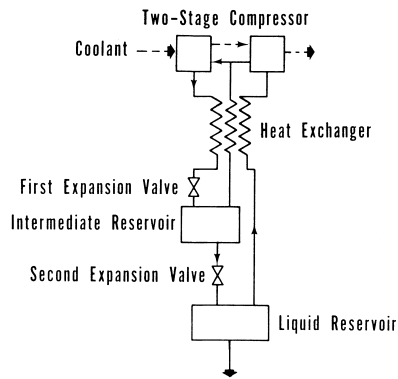 Two-Stage Compressor
Coolant
Heat Exchanger
First Expansion Valve
Intermediate Reservoir
Second Expansion Valve
Liquid Reservoir